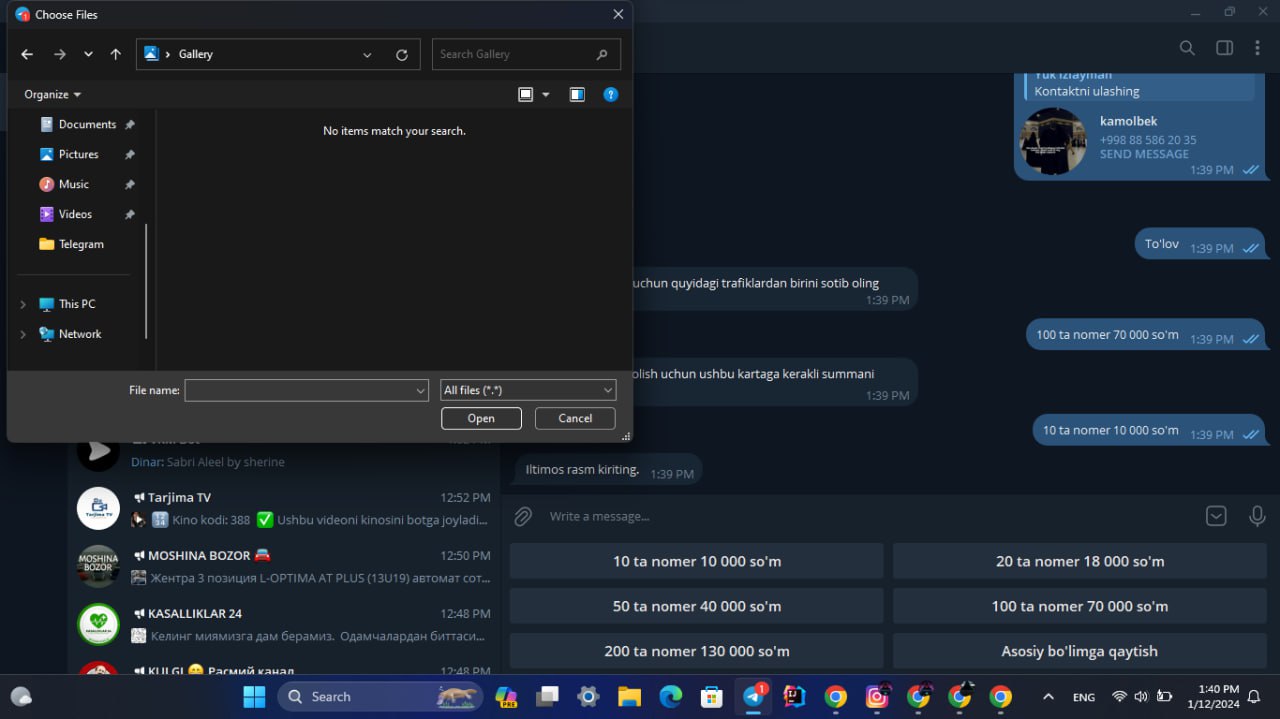 Choose Files
Gallery
Search Gallery
Organize
Documents
Pictures
Music
Videos
Telegram
This PC
Network
No items match your search.
File name:
All files (*.*)
Open
Cancel
Yuk izlayman
Kontaktni ulashing
kamolbek
+998 88 586 20 35
SEND MESSAGE
1:39 PM
To'lov 1:39 PM
uchun quyidagi trafiklardan birini sotib oling
1:39 PM
100 ta nomer 70 000 so'm 1:39 PM
olish uchun ushbu kartaga kerakli summani
1:39 PM
10 ta nomer 10 000 so'm 1:39 PM
Iltimos rasm kiriting. 1:39 PM
Write a message...
10 ta nomer 10 000 so'm
20 ta nomer 18 000 so'm
50 ta nomer 40 000 so'm
100 ta nomer 70 000 so'm
200 ta nomer 130 000 so'm
Asosiy bo'limga qaytish
Dinar: Sabri Aleel by sherine
Tarjima TV 12:52 PM
Kino kodi: 388 Ushbu videoni kinosini botga joyladi...
MOSHINA BOZOR 12:50 PM
Жентра 3 позиция L-OPTIMA AT PLUS (13U19) автомат сот...
KASALLIKLAR 24 12:48 PM
Келинг миямизга дам берамиз. Одамчалардан биттаси...
KULGI Расмий канал 12:48 PM
Search
PRE
1
ENG
1:40 PM
1/12/2024